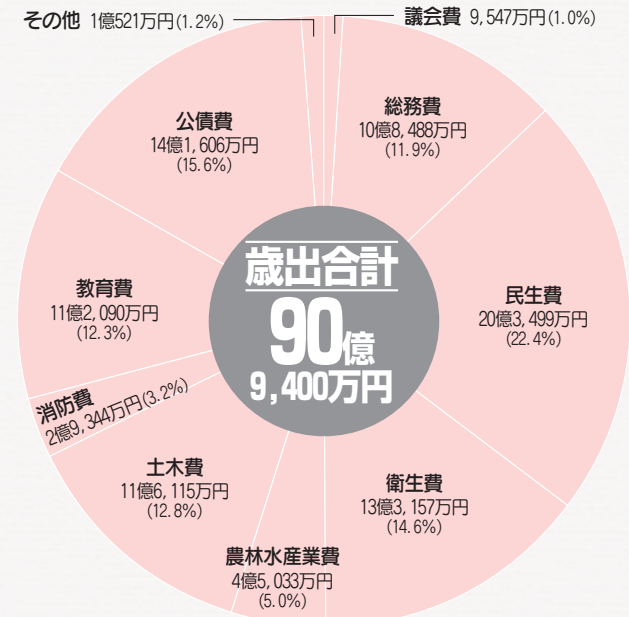 その他 1億521万円(1.2%)
議会費 9,547万円(1.0%)
総務費
10億8,488万円
(11.9%)
民生費
20億3,499万円
(22.4%)
衛生費
13億3,157万円
(14.6%)
農林水産業費
4億5,033万円
(5.0%)
土木費
11億6,115万円
(12.8%)
消防費
2億9,344万円(3.2%)
教育費
11億2,090万円
(12.3%)
公債費
14億1,606万円
(15.6%)
歳出合計
90億
9,400万円